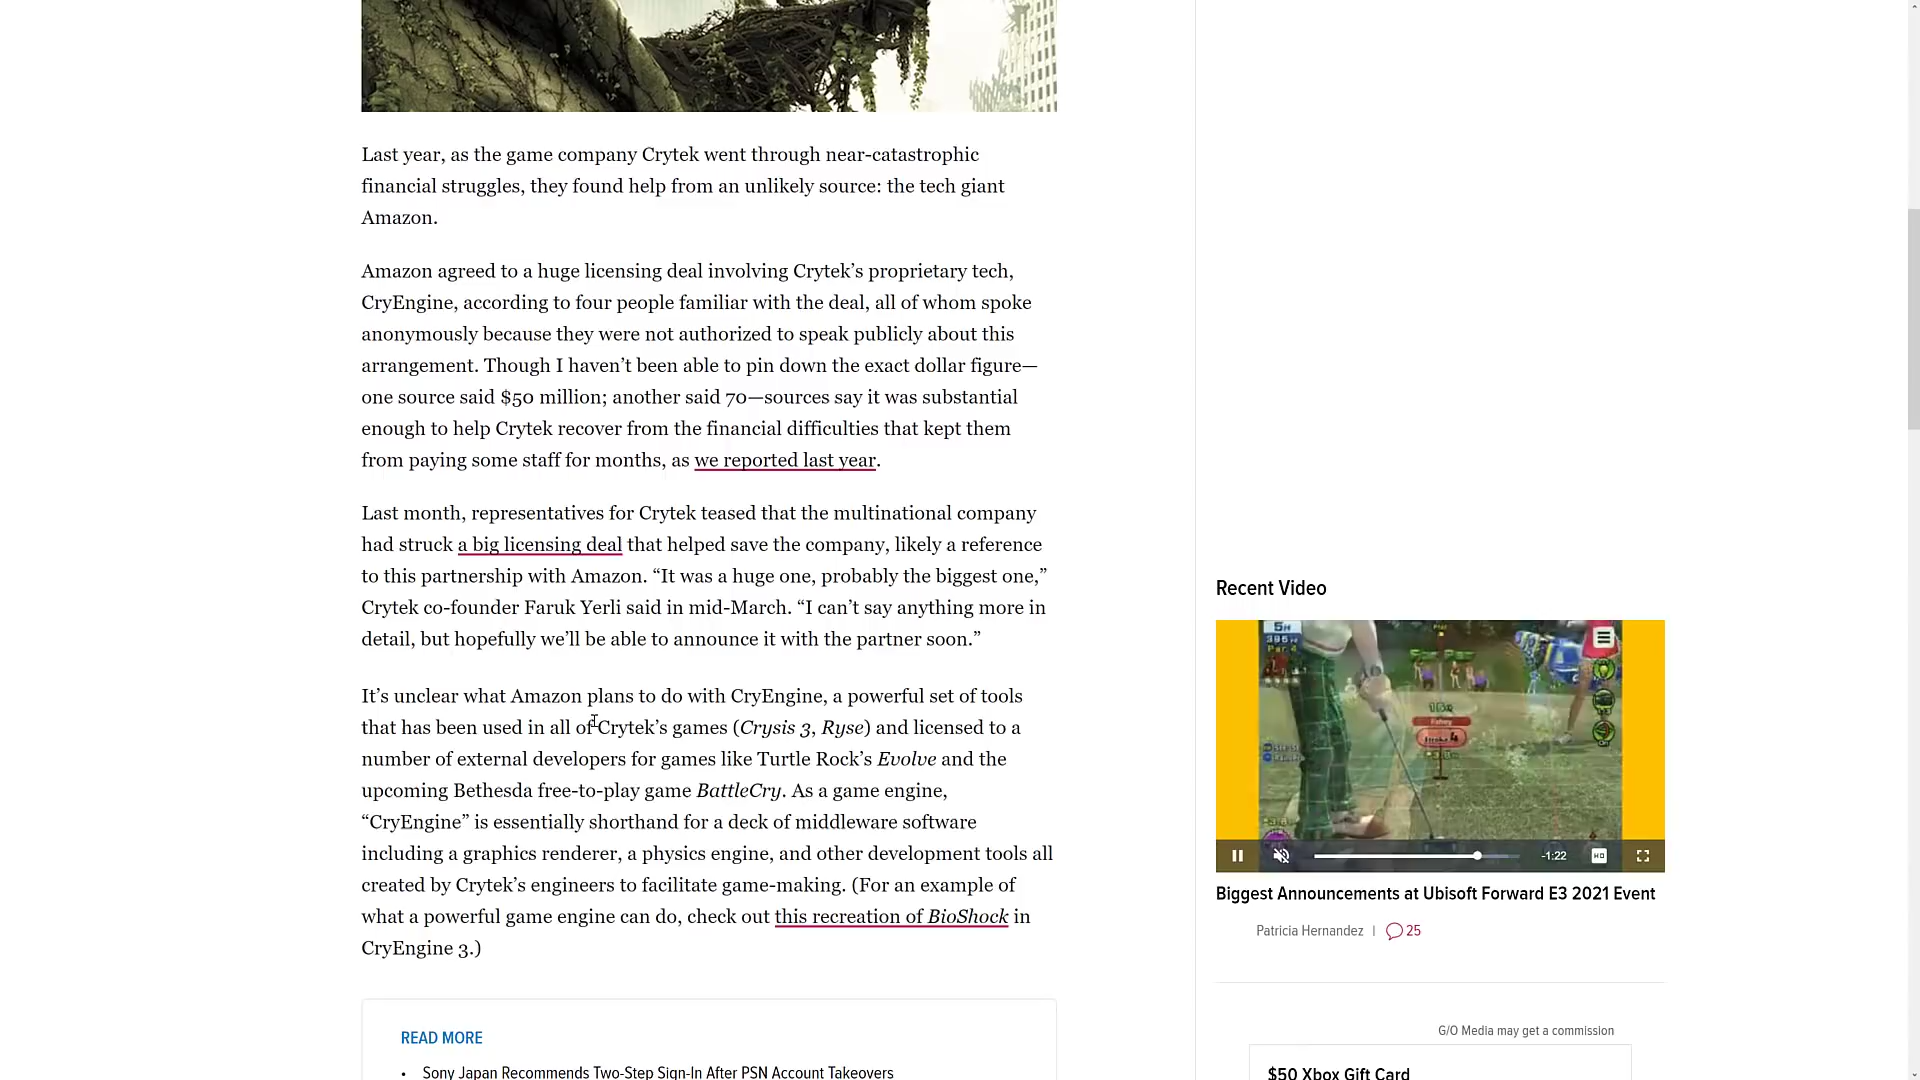 Last year, as the game company Crytek went through near-catastrophic
financial struggles, they found help from an unlikely source: the tech giant
Amazon.
Amazon agreed to a huge licensing deal involving Crytek’s proprietary tech,
CryEngine, according to four people familiar with the deal, all of whom spoke
anonymously because they were not authorized to speak publicly about this
arrangement. Though I haven’t been able to pin down the exact dollar figure—
one source said $50 million; another said 70—sources say it was substantial
enough to help Crytek recover from the financial difficulties that kept them
from paying some staff for months, as we reported last year.
Last month, representatives for Crytek teased that the multinational company
had struck a big licensing deal that helped save the company, likely a reference
to this partnership with Amazon. “It was a huge one, probably the biggest one,”
Crytek co-founder Faruk Yerli said in mid-March. “I can’t say anything more in
detail, but hopefully we’ll be able to announce it with the partner soon.”
It’s unclear what Amazon plans to do with CryEngine, a powerful set of tools
that has been used in all of Crytek’s games (Crysis 3, Ryse) and licensed to a
number of external developers for games like Turtle Rock’s Evolve and the
upcoming Bethesda free-to-play game BattleCry. As a game engine,
“CryEngine” is essentially shorthand for a deck of middleware software
including a graphics renderer, a physics engine, and other development tools all
created by Crytek’s engineers to facilitate game-making. (For an example of
what a powerful game engine can do, check out this recreation of BioShock in
CryEngine 3.)
READ MORE
• Sony Japan Recommends Two-Step Sign-In After PSN Account Takeovers
Recent Video
5H
395y
Par 4
Stroke 4
-1:22
HD
Biggest Announcements at Ubisoft Forward E3 2021 Event
Patricia Hernandez | 25
G/O Media may get a commission
$50 Xbox Gift Card